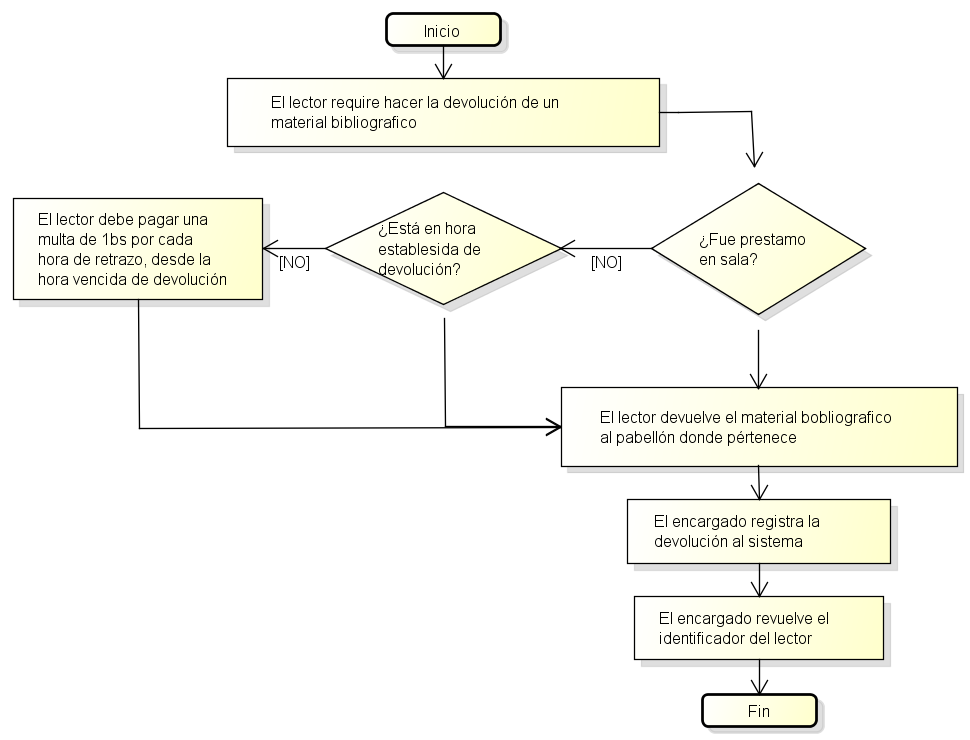 Inicio
El lector require hacer la devolución de un
material bibliografico
¿Fue prestamo
en sala?
[NO]
¿Está en hora
establesida de
devolución?
[NO]
El lector debe pagar una
multa de 1bs por cada
hora de retrazo, desde la
hora vencida de devolución
El lector devuelve el material bobliografico
al pabellón donde pértenece
El encargado registra la
devolución al sistema
El encargado revuelve el
identificador del lector
Fin